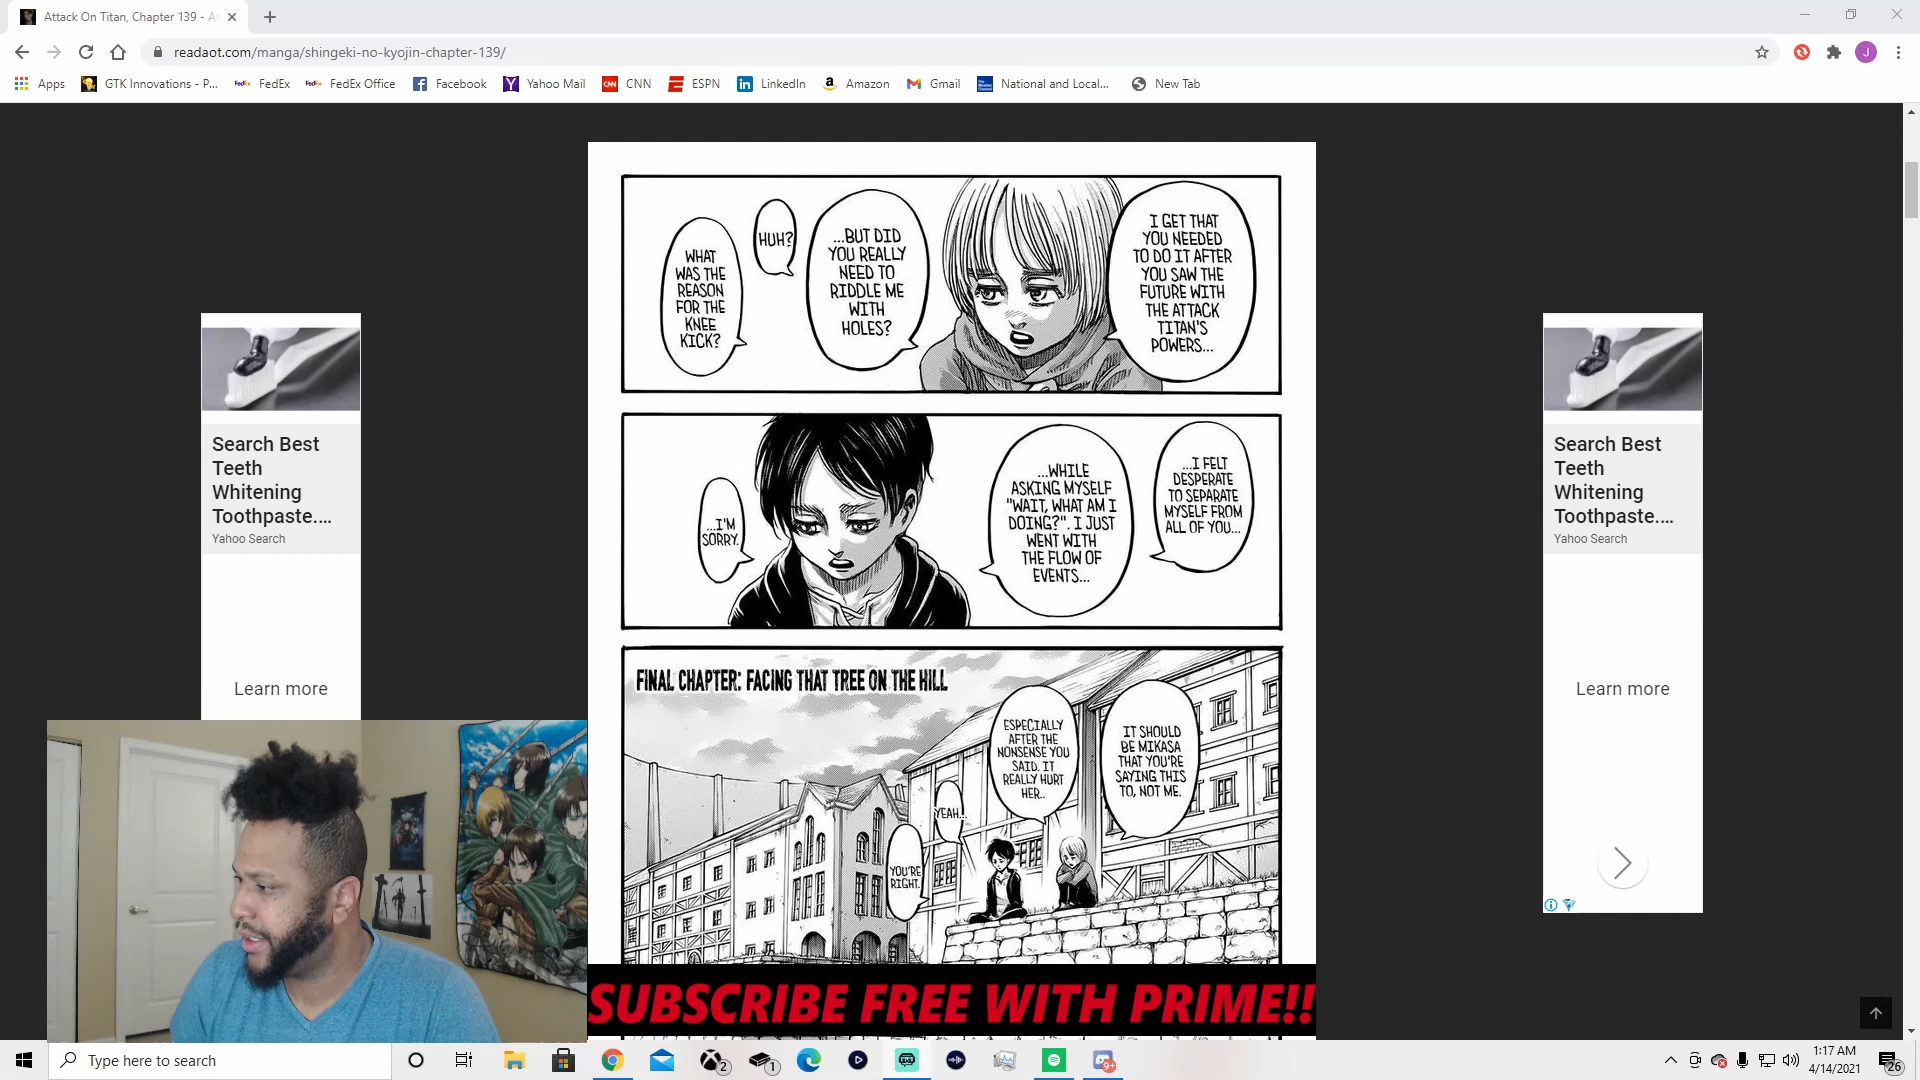 Attack On Titan, Chapter 139 - A
readaot.com/manga/shingeki-no-kyojin-chapter-139/
J
Apps
GTK Innovations - P...
FedEx
FedEx
FedEx
FedEx Office
Facebook
Yahoo Mail
CNN
CNN
ESPN
LinkedIn
Amazon
Gmail
National and Local...
New Tab
I GET THAT
YOU NEEDED
TO DO IT AFTER
YOU SAW THE
FUTURE WITH
THE ATTACK
TITAN'S
POWERS...
...BUT DID
YOU REALLY
NEED TO
RIDDLE ME
WITH
HOLES?
HUH?
WHAT
WAS THE
REASON
FOR THE
KNEE
KICK?
...I FELT
DESPERATE
TO SEPARATE
MYSELF FROM
ALL OF YOU...
...WHILE
ASKING MYSELF
"WAIT, WHAT AM I
DOING?". I JUST
WENT WITH
THE FLOW OF
EVENTS...
...I'M
SORRY.
FINAL CHAPTER: FACING THAT TREE ON THE HILL
IT SHOULD
BE MIKASA
THAT YOU'RE
SAYING THIS
TO, NOT ME.
ESPECIALLY
AFTER THE
NONSENSE YOU
SAID. IT
REALLY HURT
HER..
YEAH...
YOU'RE
RIGHT.
Search Best
Teeth
Whitening
Toothpaste....
Yahoo Search
Learn more
Search Best
Teeth
Whitening
Toothpaste....
Yahoo Search
Learn more
SUBSCRIBE FREE WITH PRIME!!
Type here to search
2
1
9+
1:17 AM
4/14/2021
26